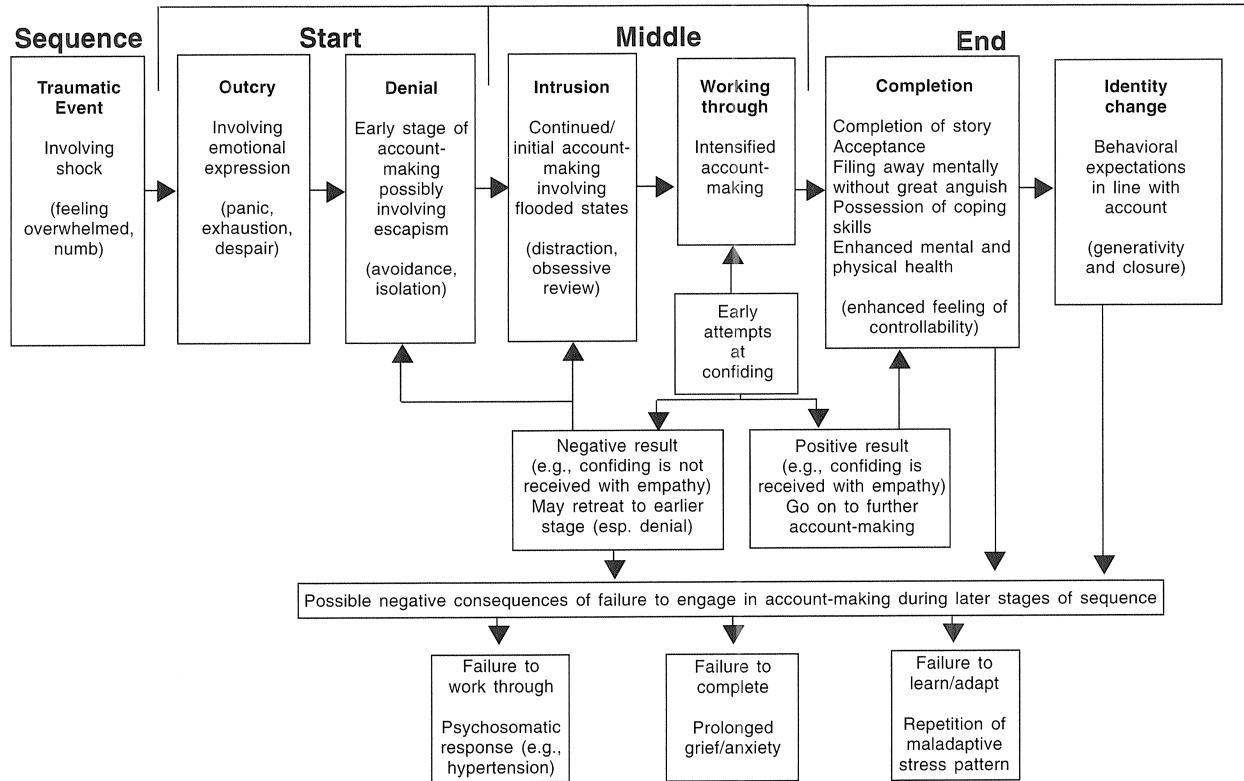 Sequence
Start
Middle
End
Traumatic
Event
Involving
shock
(feeling
overwhelmed,
numb)
Outcry
Involving
emotional
expression
(panic,
exhaustion,
despair)
Denial
Early stage of
account-
making
possibly
involving
escapism
(avoidance,
isolation)
Intrusion
Continued/
initial account-
making
involving
flooded states
(distraction,
obsessive
review)
Working
through
Intensified
account-
making
Completion
Completion of story
Acceptance
Filing away mentally
without great anguish
Possession of coping
skills
Enhanced mental and
physical health
(enhanced feeling of
controllability)
Identity
change
Behavioral
expectations
in line with
account
(generativity
and closure)
Early
attempts
at
confiding
Negative result
(e.g., confiding is not
received with empathy)
May retreat to earlier
stage (esp. denial)
Positive result
(e.g., confiding is
received with empathy)
Go on to further
account-making
Possible negative consequences of failure to engage in account-making during later stages of sequence
Failure to
work through
Psychosomatic
response (e.g.,
hypertension)
Failure to
complete
Prolonged
grief/anxiety
Failure to
learn/adapt
Repetition of
maladaptive
stress pattern